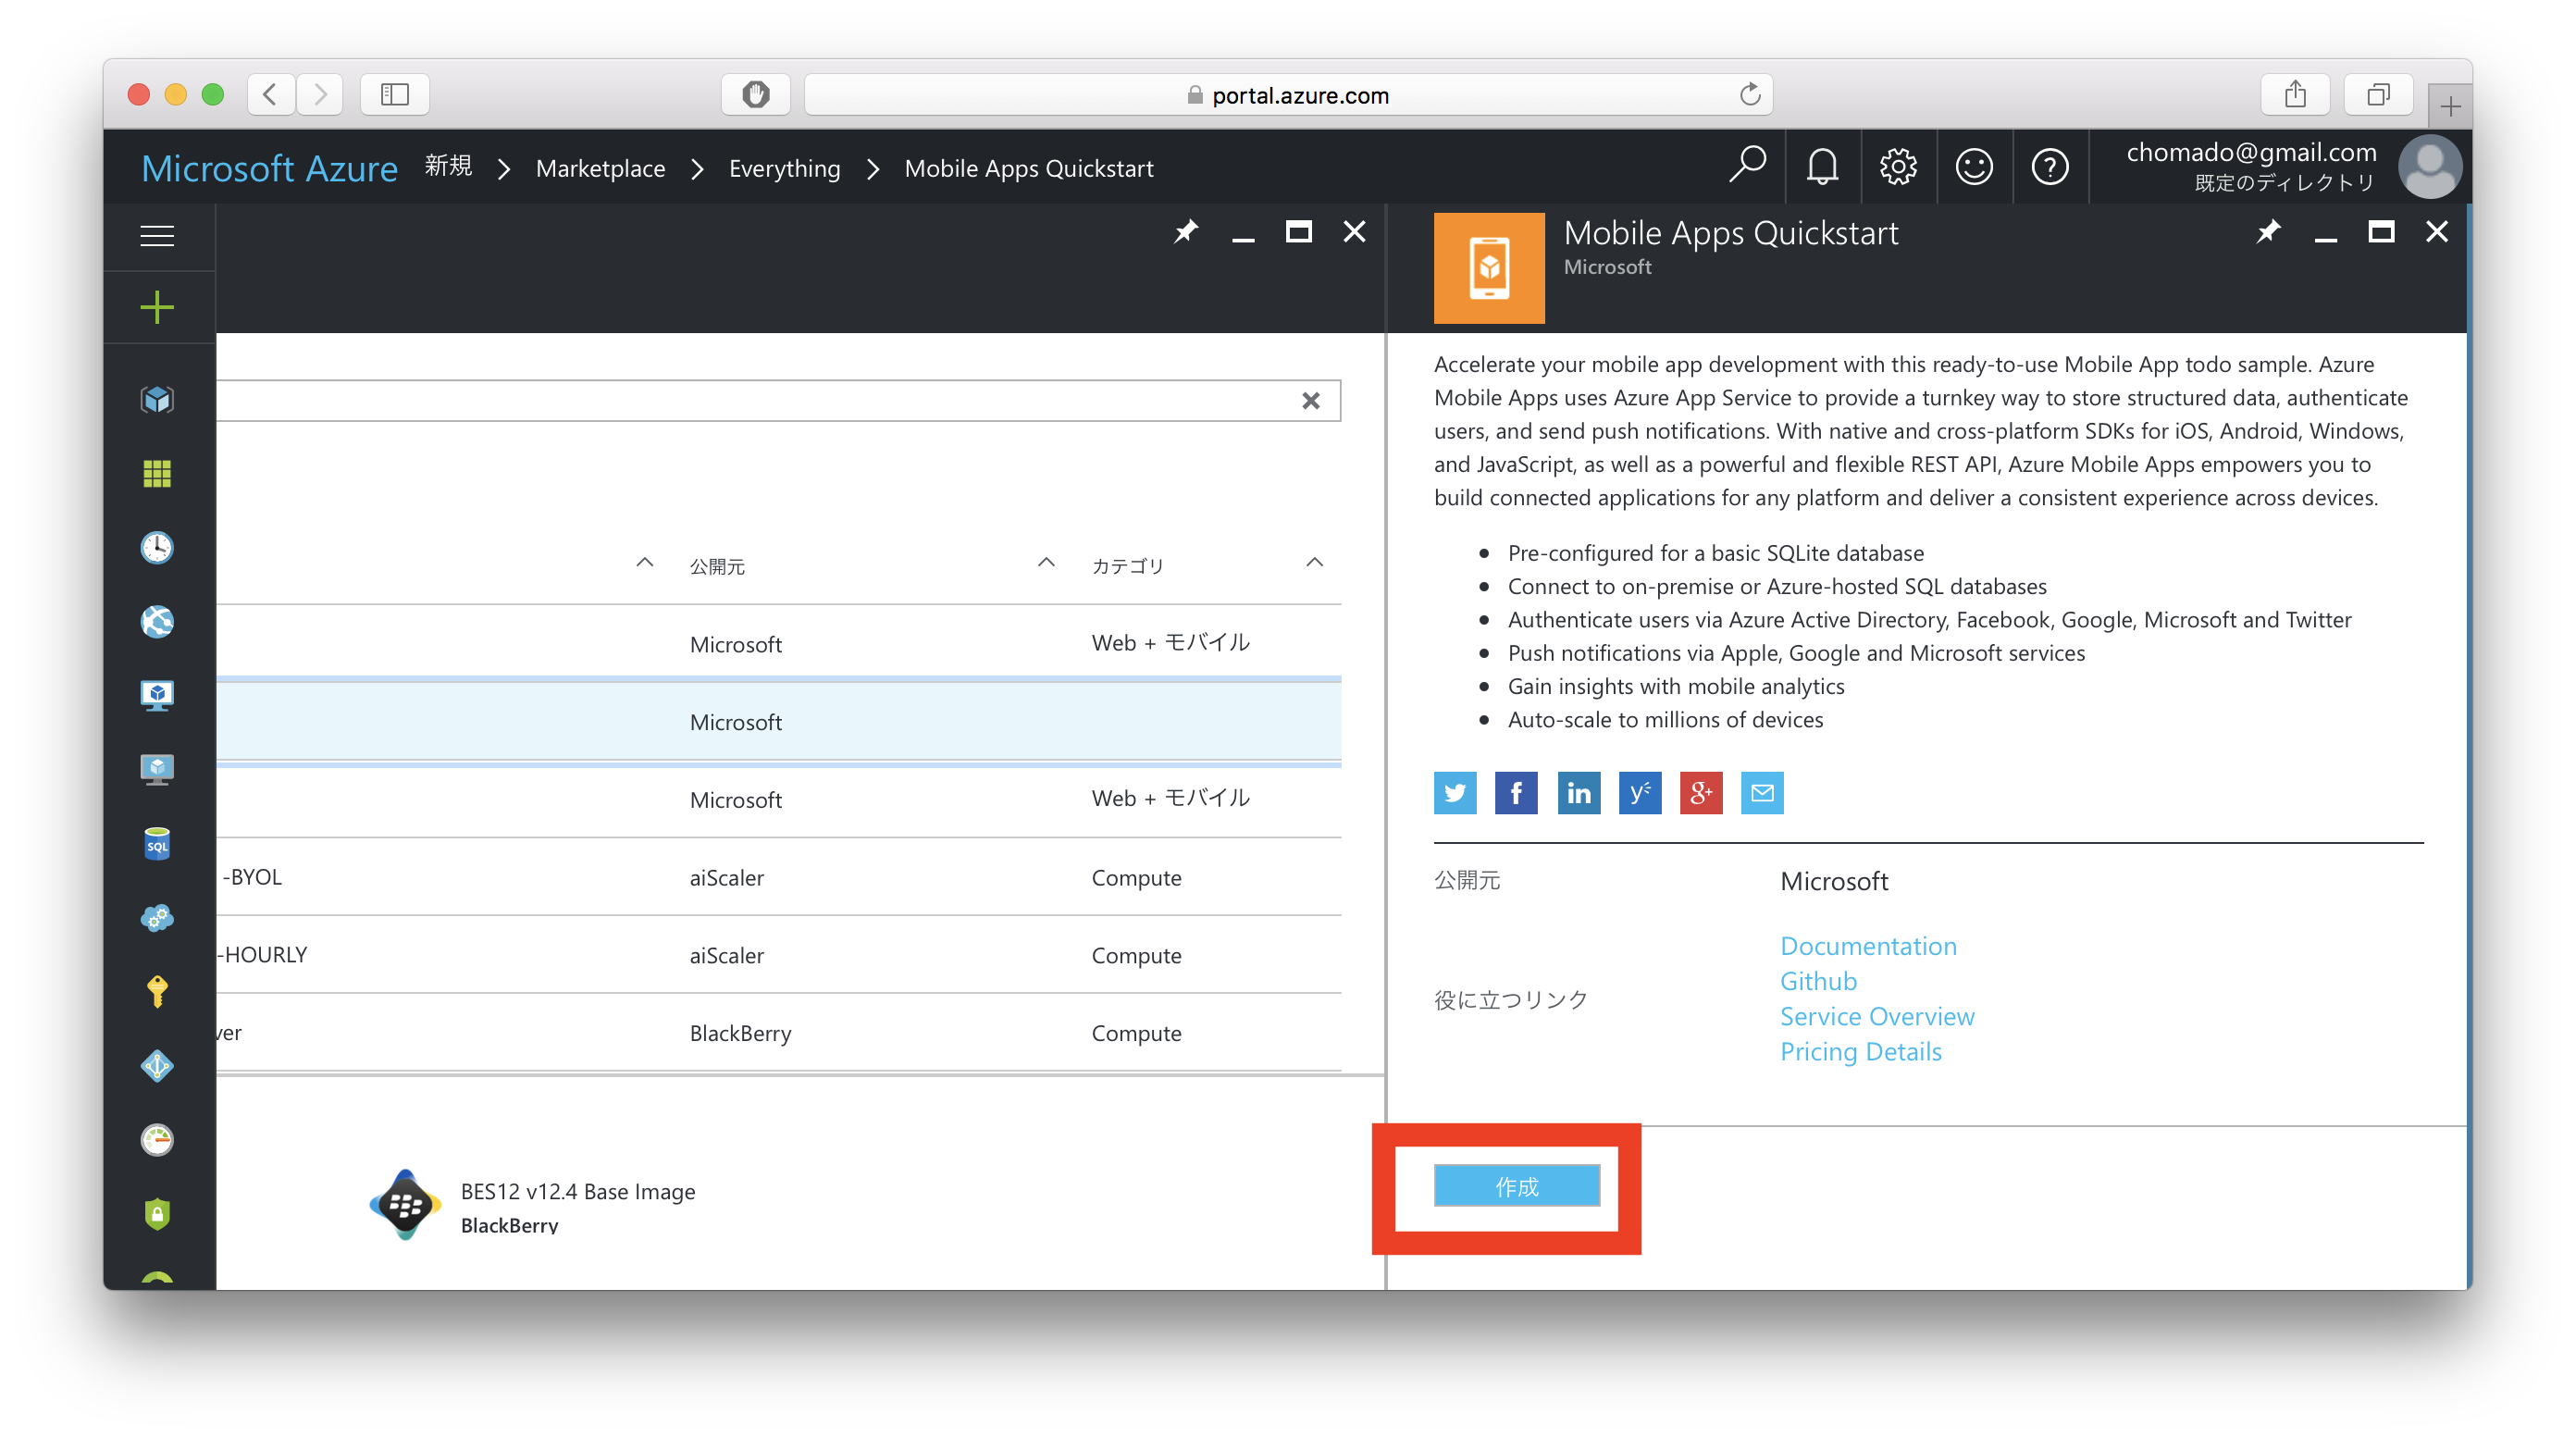 portal.azure.com
Microsoft Azure 新規 > Marketplace > Everything > Mobile Apps Quickstart
chomado@gmail.com
既定のディレクトリ
公開元 カテゴリ
Microsoft Web + モバイル
Microsoft
Microsoft Web + モバイル
-BYOL aiScaler Compute
-HOURLY aiScaler Compute
ver BlackBerry Compute
BES12 v12.4 Base Image
BlackBerry
SQL
Mobile Apps Quickstart
Microsoft
Accelerate your mobile app development with this ready-to-use Mobile App todo sample. Azure
Mobile Apps uses Azure App Service to provide a turnkey way to store structured data, authenticate
users, and send push notifications. With native and cross-platform SDKs for iOS, Android, Windows,
and JavaScript, as well as a powerful and flexible REST API, Azure Mobile Apps empowers you to
build connected applications for any platform and deliver a consistent experience across devices.
• Pre-configured for a basic SQLite database
• Connect to on-premise or Azure-hosted SQL databases
• Authenticate users via Azure Active Directory, Facebook, Google, Microsoft and Twitter
• Push notifications via Apple, Google and Microsoft services
• Gain insights with mobile analytics
• Auto-scale to millions of devices
公開元 Microsoft
役に立つリンク
Documentation
Github
Service Overview
Pricing Details
作成